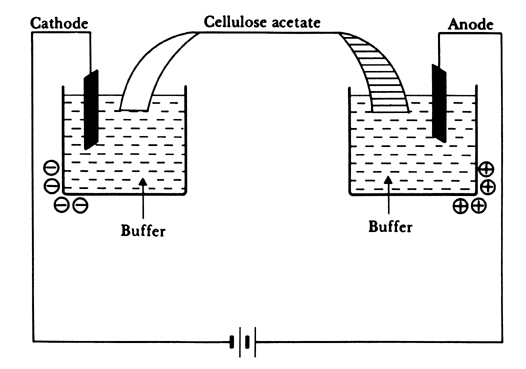 Cathode
Cellulose acetate
Anode
Buffer
Buffer